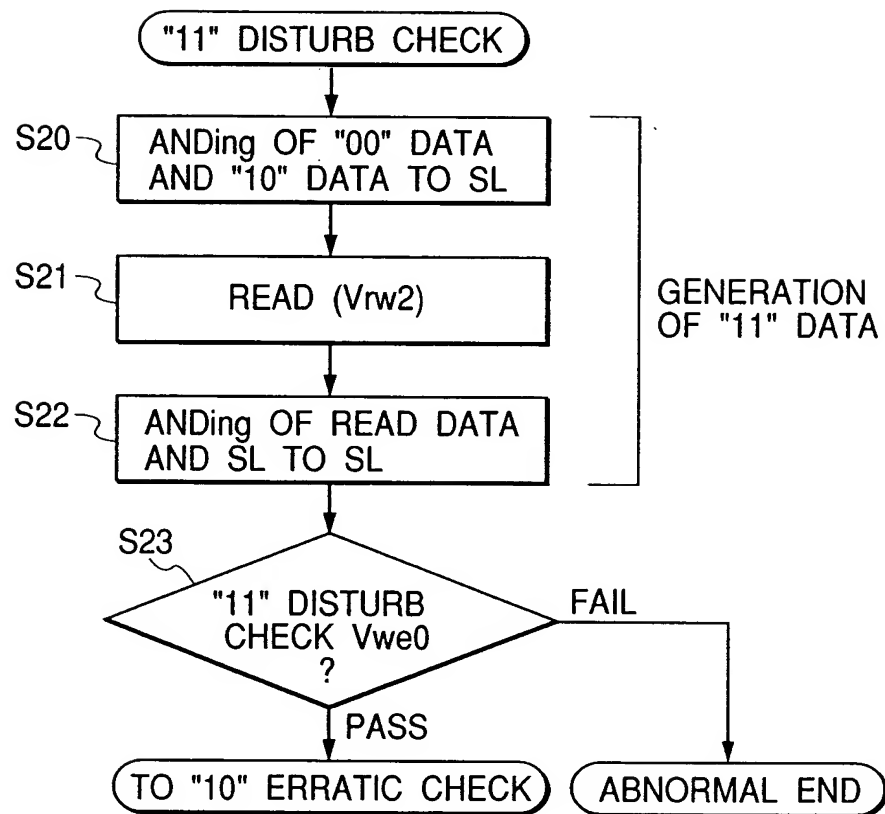 "11" DISTURB CHECK
S20
ANDing OF "00" DATA
AND "10" DATA TO SL
S21
READ (Vrw2)
GENERATION
OF "11" DATA
S22
ANDing OF READ DATA
AND SL TO SL
S23
"11" DISTURB
CHECK Vwe0
?
FAIL
PASS
TO "10" ERRATIC CHECK
ABNORMAL END